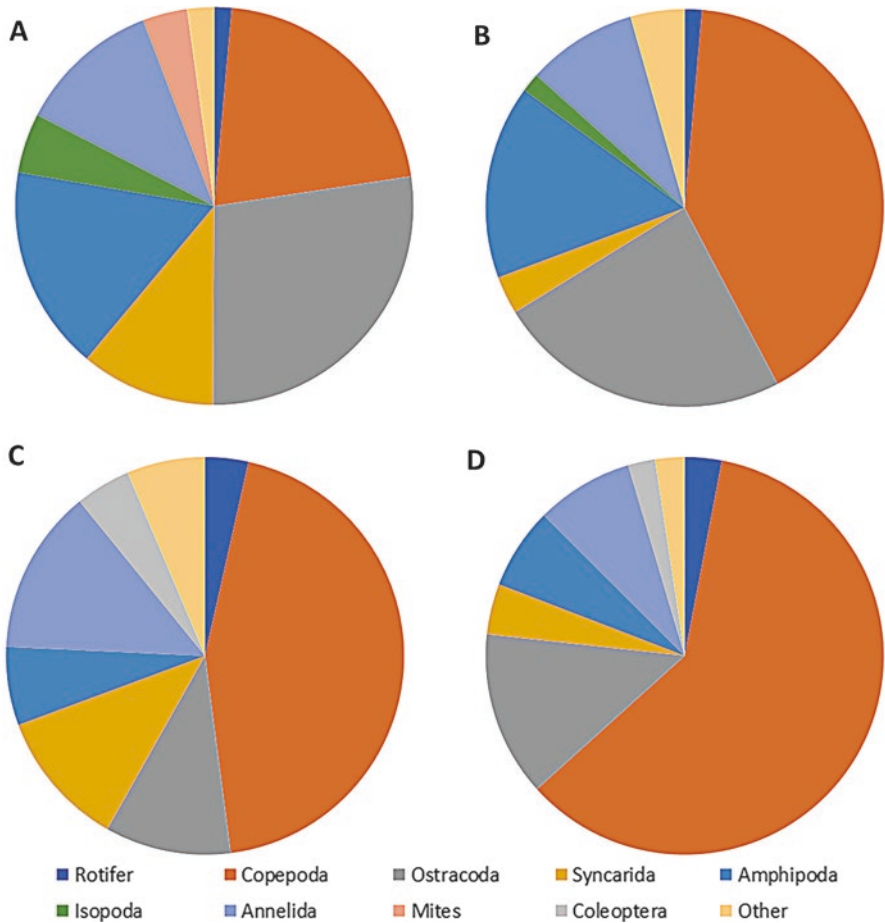 A
B
C
D
Rotifer Copepoda Ostracoda Syncarida Amphipoda
Isopoda Annelida Mites Coleoptera Other